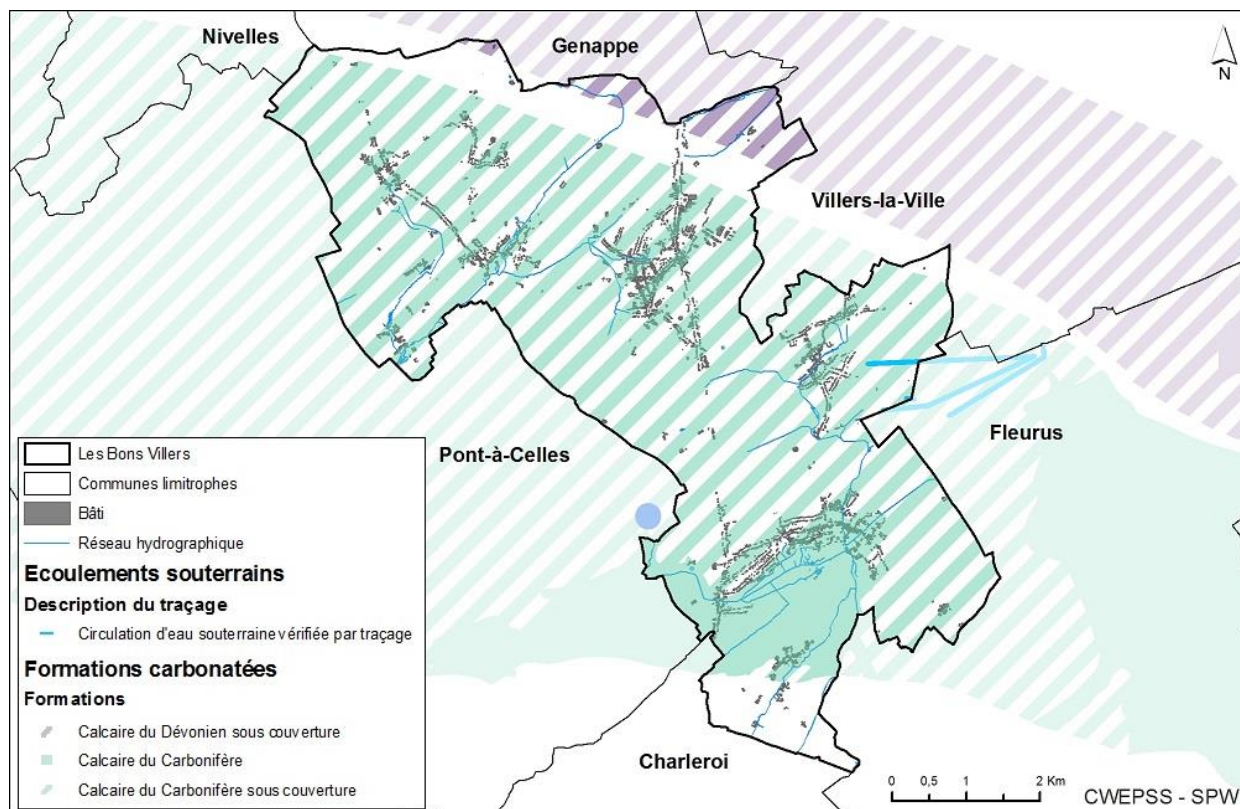 Nivelles
Genappe
N
Villers-la-Ville
Fleurus
Pont-à-Celles
Charleroi
Les Bons Villers
Communes limitrophes
Bâti
Réseau hydrographique
Ecoulements souterrains
Description du traçage
Circulation d'eau souterraine vérifiée par traçage
Formations carbonatées
Formations
Calcaire du Dévonien sous couverture
Calcaire du Carbonifère
Calcaire du Carbonifère sous couverture
0 0,5 1 2 Km
CWEPSS - SPW